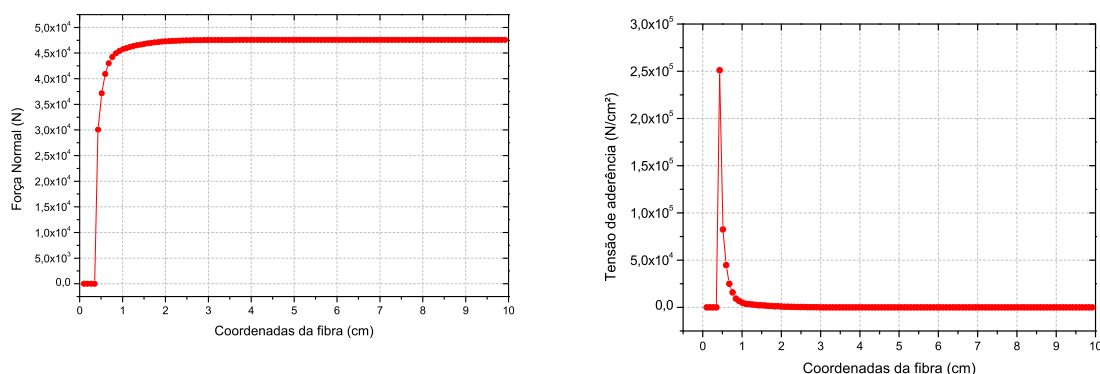 5,0x10⁴
4,5x10⁴
4,0x10⁴
3,5x10⁴
3,0x10⁴
2,5x10⁴
2,0x10⁴
1,5x10⁴
1,0x10⁴
5,0x10³
0,0
Força Normal (N)
0 1 2 3 4 5 6 7 8 9 10
Coordenadas da fibra (cm)
3,0x10⁵
2,5x10⁵
2,0x10⁵
1,5x10⁵
1,0x10⁵
5,0x10⁴
0,0
Tensão de aderência (N/cm²)
0 1 2 3 4 5 6 7 8 9 10
Coordenadas da fibra (cm)